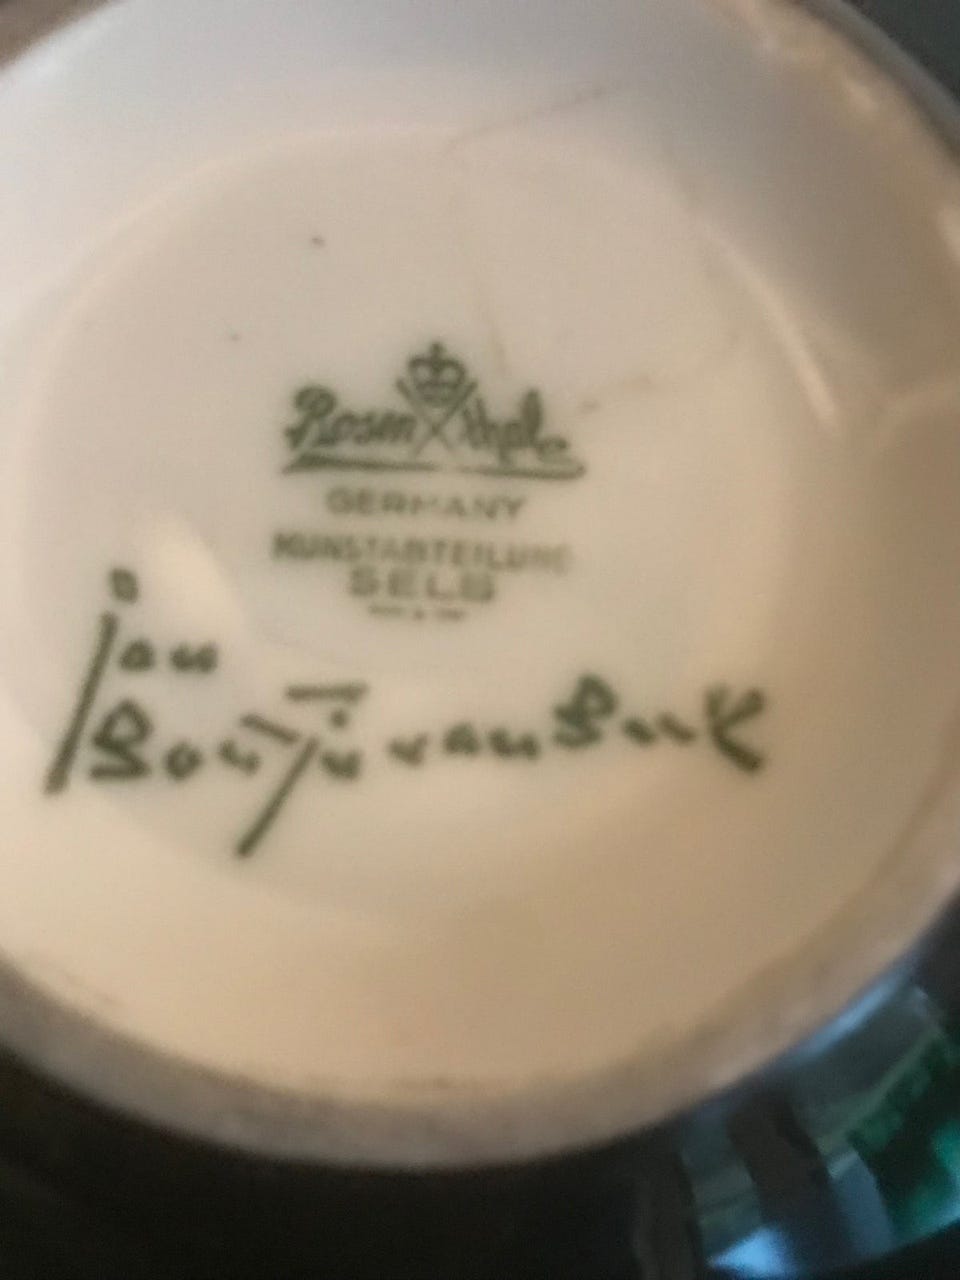 Rosenthal
GERMANY
KUNSTABTEILUNG
SELB
jan
Bontjes van Beek